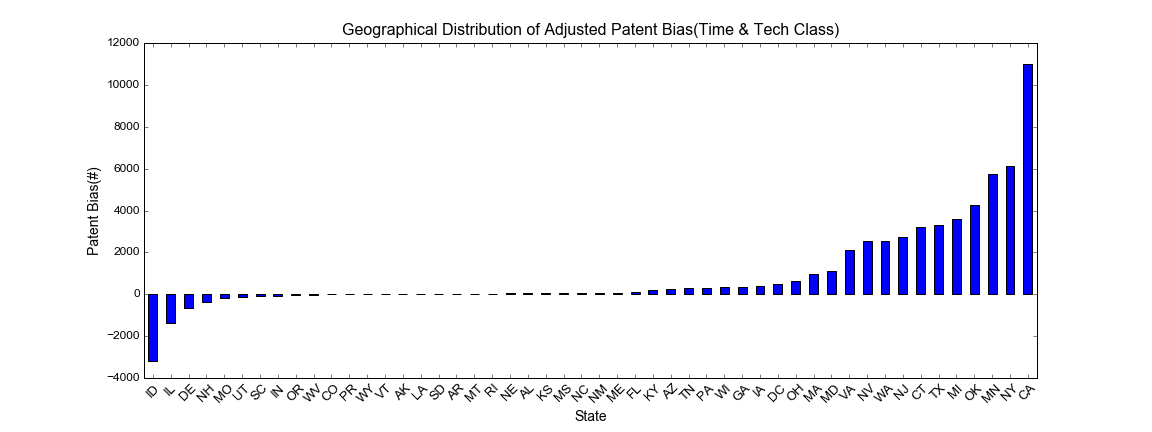 Geographical Distribution of Adjusted Patent Bias(Time & Tech Class)
12000
10000
8000
6000
4000
2000
0
−2000
−4000
Patent Bias(#)
ID IL DE NH MO UT SC IN OR WV CO PR WY VT AK LA SD AR MT RI NE AL KS MS NC NM ME FL KY AZ TN PA WI GA IA DC OH MA MD VA NV WA NJ CT TX MI OK MN NY CA
State